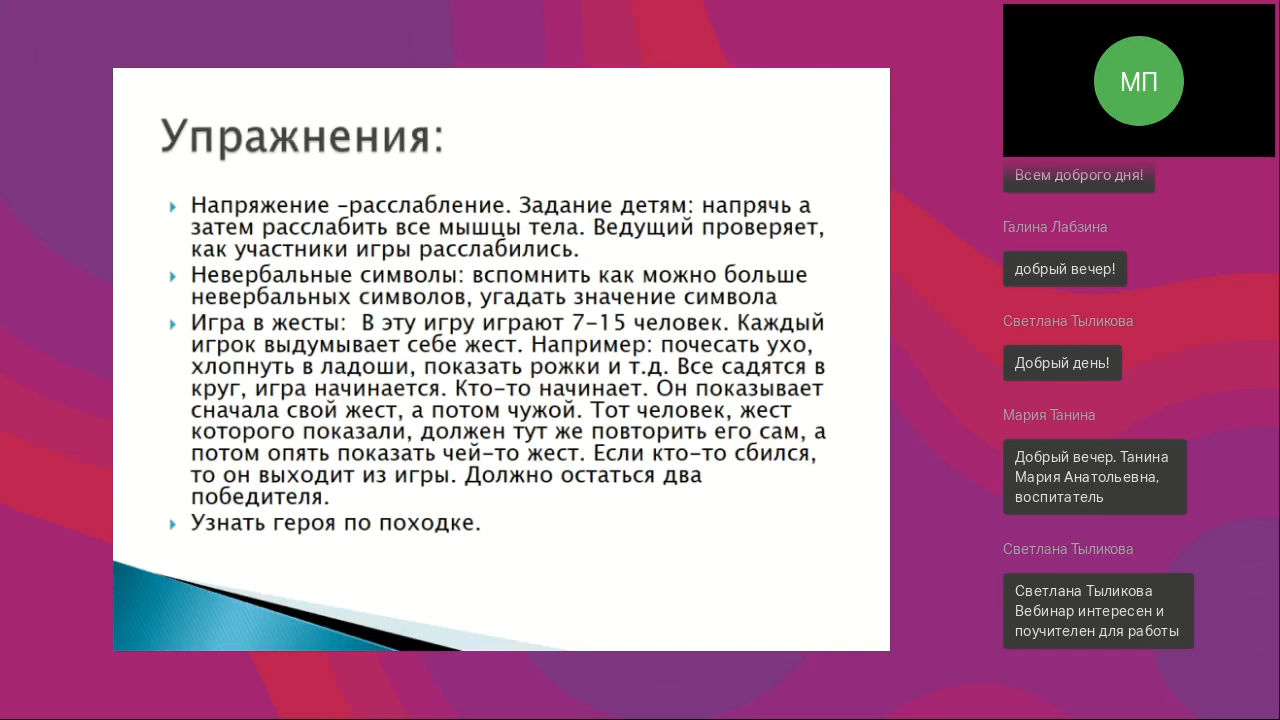 Упражнения:
Напряжение –расслабление. Задание детям: напрячь а
затем расслабить все мышцы тела. Ведущий проверяет,
как участники игры расслабились.
Невербальные символы: вспомнить как можно больше
невербальных символов, угадать значение символа
Игра в жесты:  В эту игру играют 7–15 человек. Каждый
игрок выдумывает себе жест. Например: почесать ухо,
хлопнуть в ладоши, показать рожки и т.д. Все садятся в
круг, игра начинается. Кто–то начинает. Он показывает
сначала свой жест, а потом чужой. Тот человек, жест
которого показали, должен тут же повторить его сам, а
потом опять показать чей–то жест. Если кто–то сбился,
то он выходит из игры. Должно остаться два
победителя.
Узнать героя по походке.
МП
Всем доброго дня!
Галина Лабзина
добрый вечер!
Светлана Тыликова
Добрый день!
Мария Танина
Добрый вечер. Танина
Мария Анатольевна,
воспитатель
Светлана Тыликова
Светлана Тыликова
Вебинар интересен и
поучителен для работы